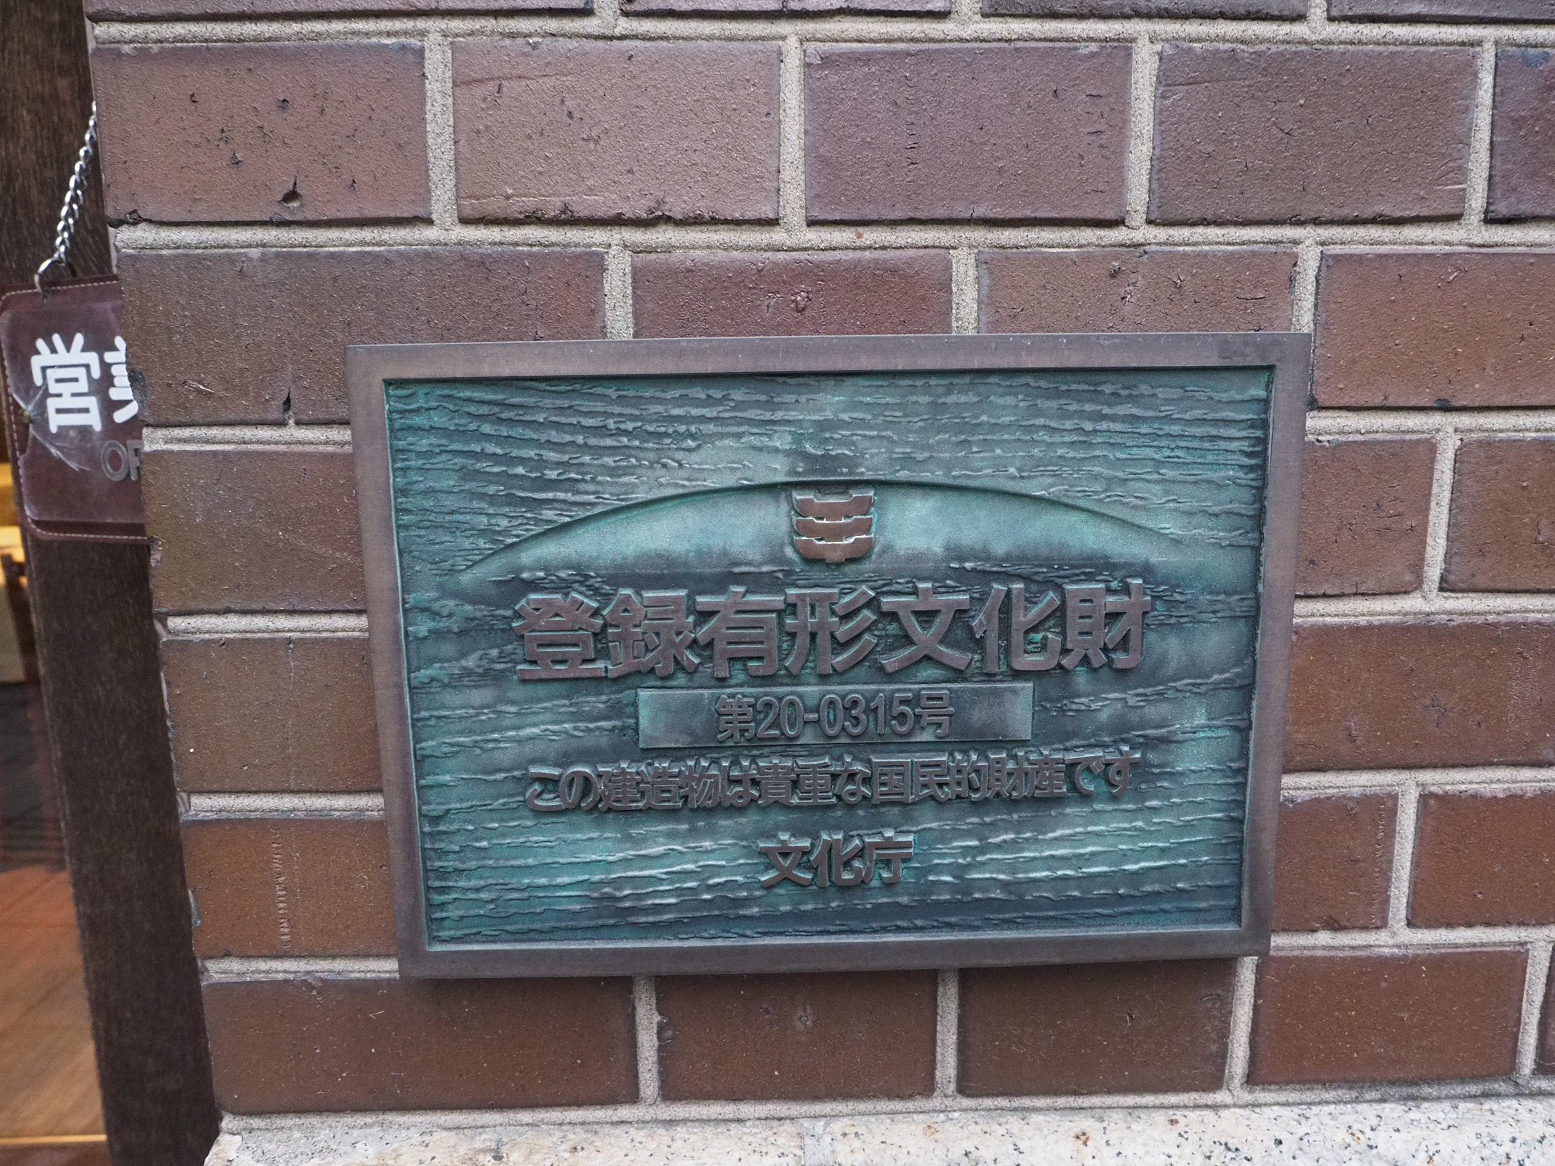 営
登録有形文化財
第20-0315号
この建造物は貴重な国民的財産です
文化庁